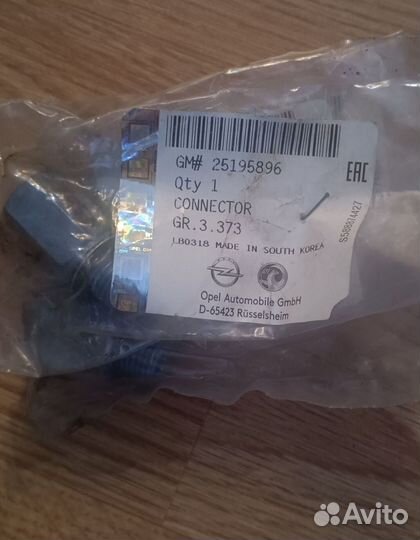 GM# 25195896
Qty 1
CONNECTOR
GR.3.373
LB0318 MADE IN SOUTH KOREA
Opel Automobile GmbH
D-65423 Rüsselsheim
EAC
Avito